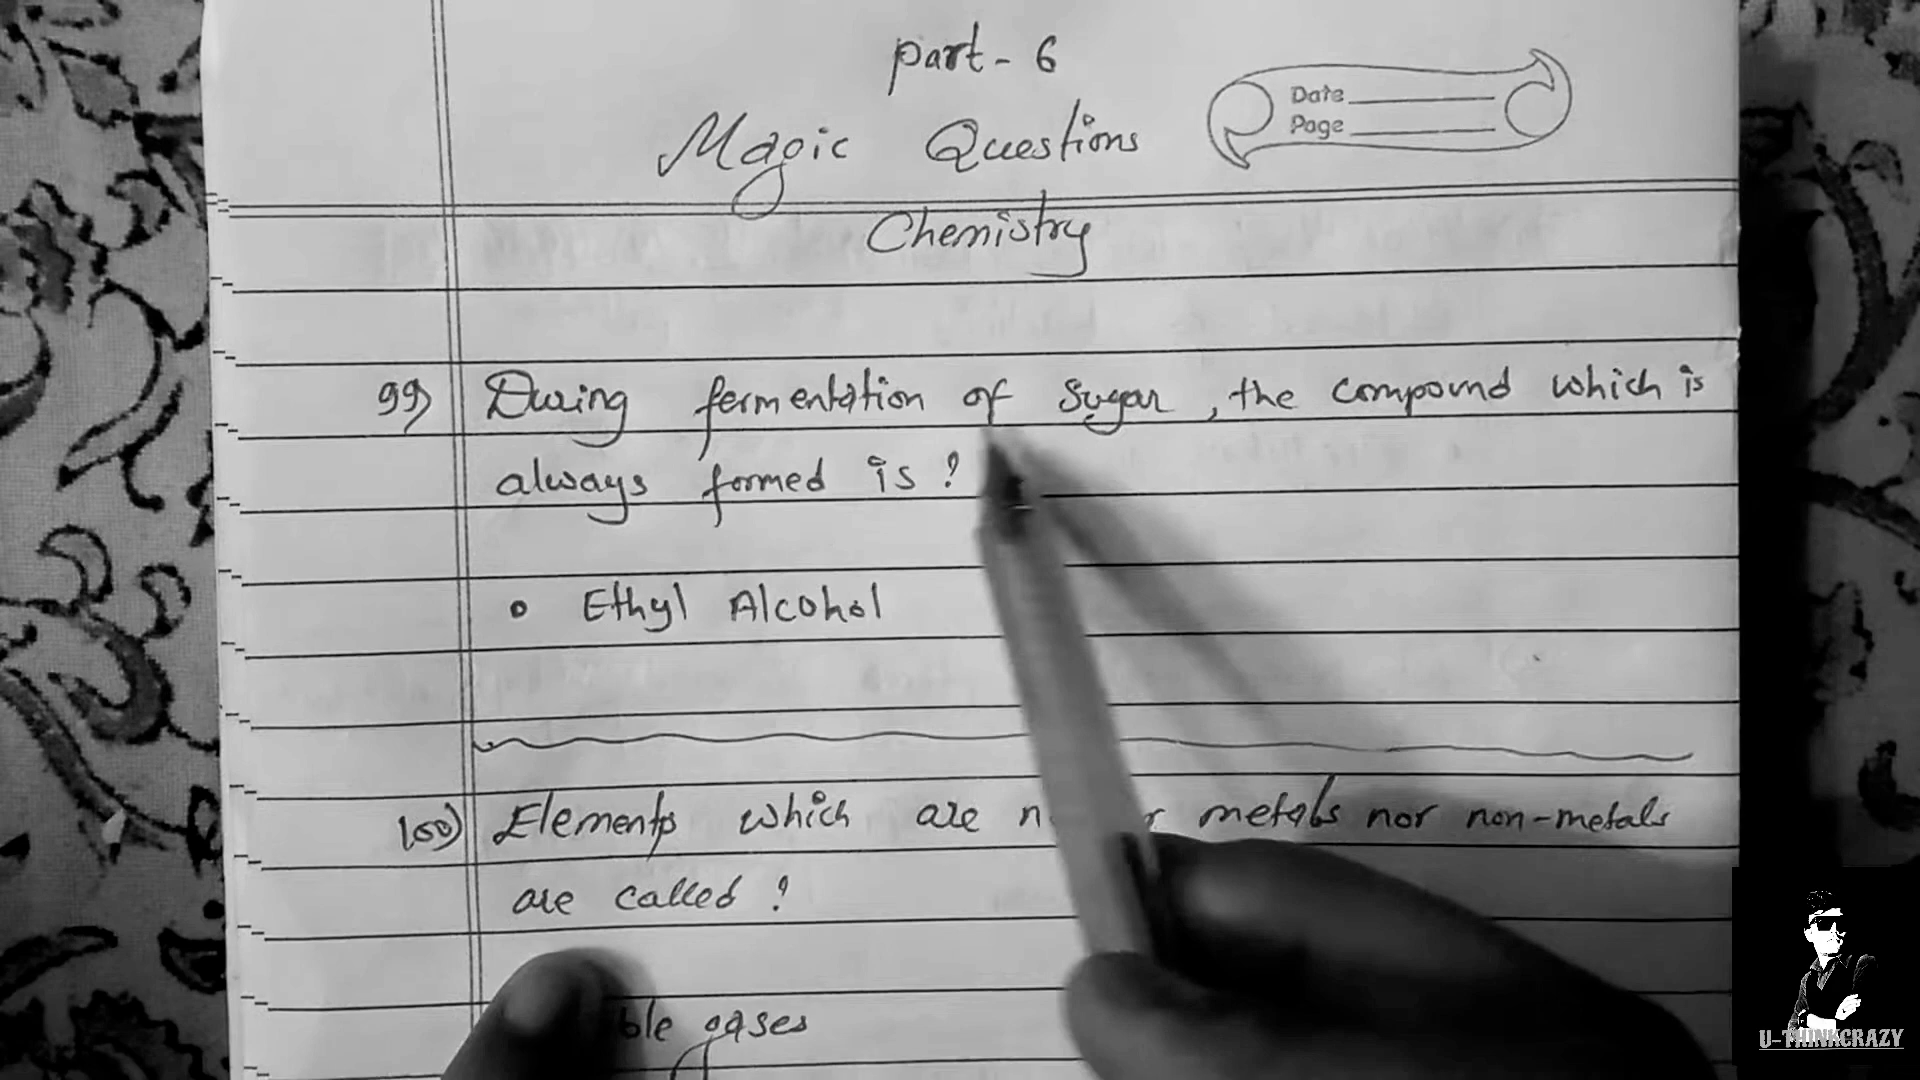 Part - 6
Magic Questions
Date
Page
Chemistry
99) During fermentation of Sugar, the compound which is
always formed is?
• Ethyl Alcohol
100) Elements which are metals nor non-metals
are called?
gases
U-THINKCRAZY